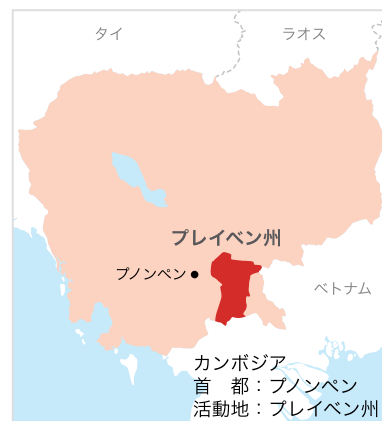 タイ
ラオス
プレイベン州
プノンペン
ベトナム
カンボジア
首　都：プノンペン
活動地：プレイベン州